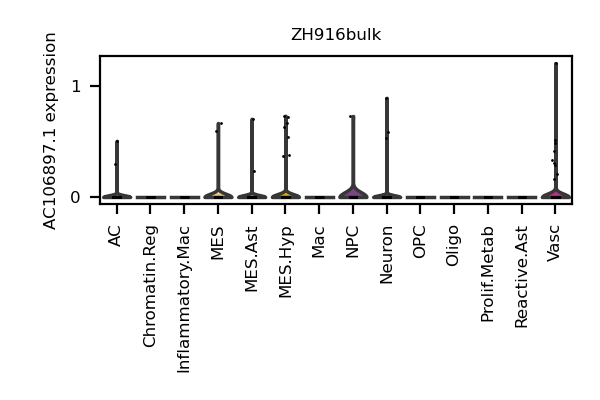 ZH916bulk
AC106897.1 expression
1
0
AC
Chromatin.Reg
Inflammatory.Mac
MES
MES.Ast
MES.Hyp
Mac
NPC
Neuron
OPC
Oligo
Prolif.Metab
Reactive.Ast
Vasc